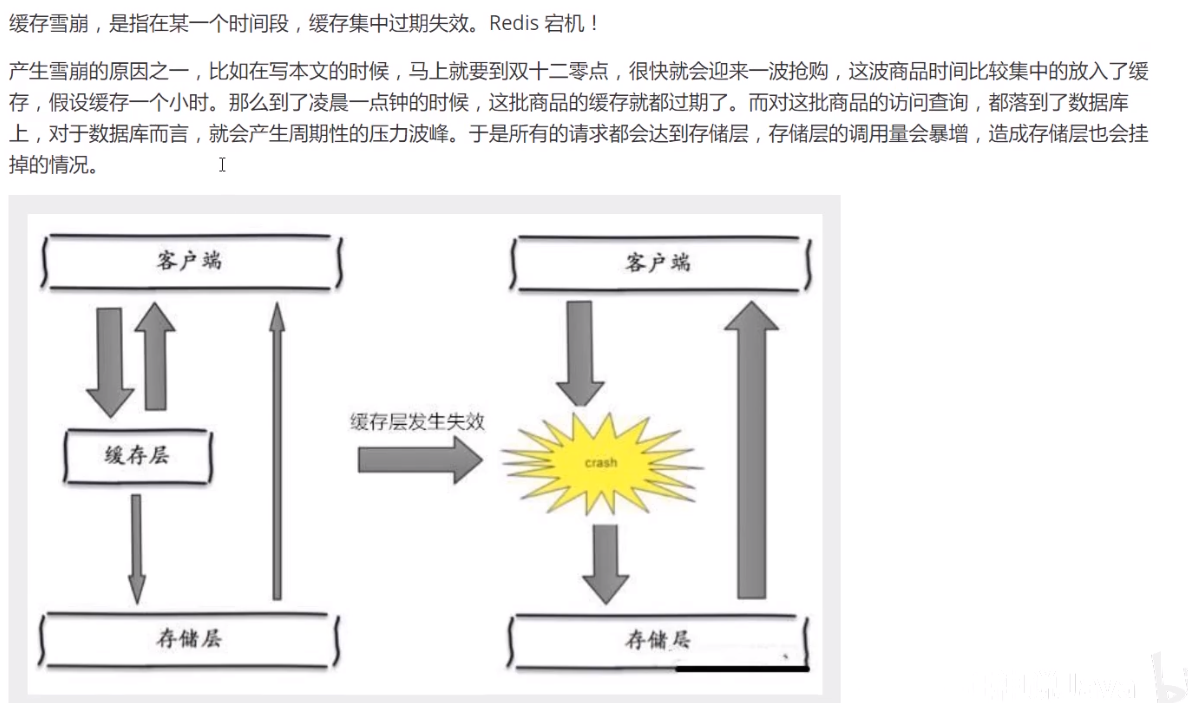 缓存雪崩，是指在某一个时间段，缓存集中过期失效。Redis 宕机！
产生雪崩的原因之一，比如在写本文的时候，马上就要到双十二零点，很快就会迎来一波抢购，这波商品时间比较集中的放入了缓
存，假设缓存一个小时。那么到了凌晨一点钟的时候，这批商品的缓存就都过期了。而对这批商品的访问查询，都落到了数据库
上，对于数据库而言，就会产生周期性的压力波峰。于是所有的请求都会达到存储层，存储层的调用量会暴增，造成存储层也会挂
掉的情况。
客户端
客户端
缓存层发生失效
缓存层
crash
存储层
存储层